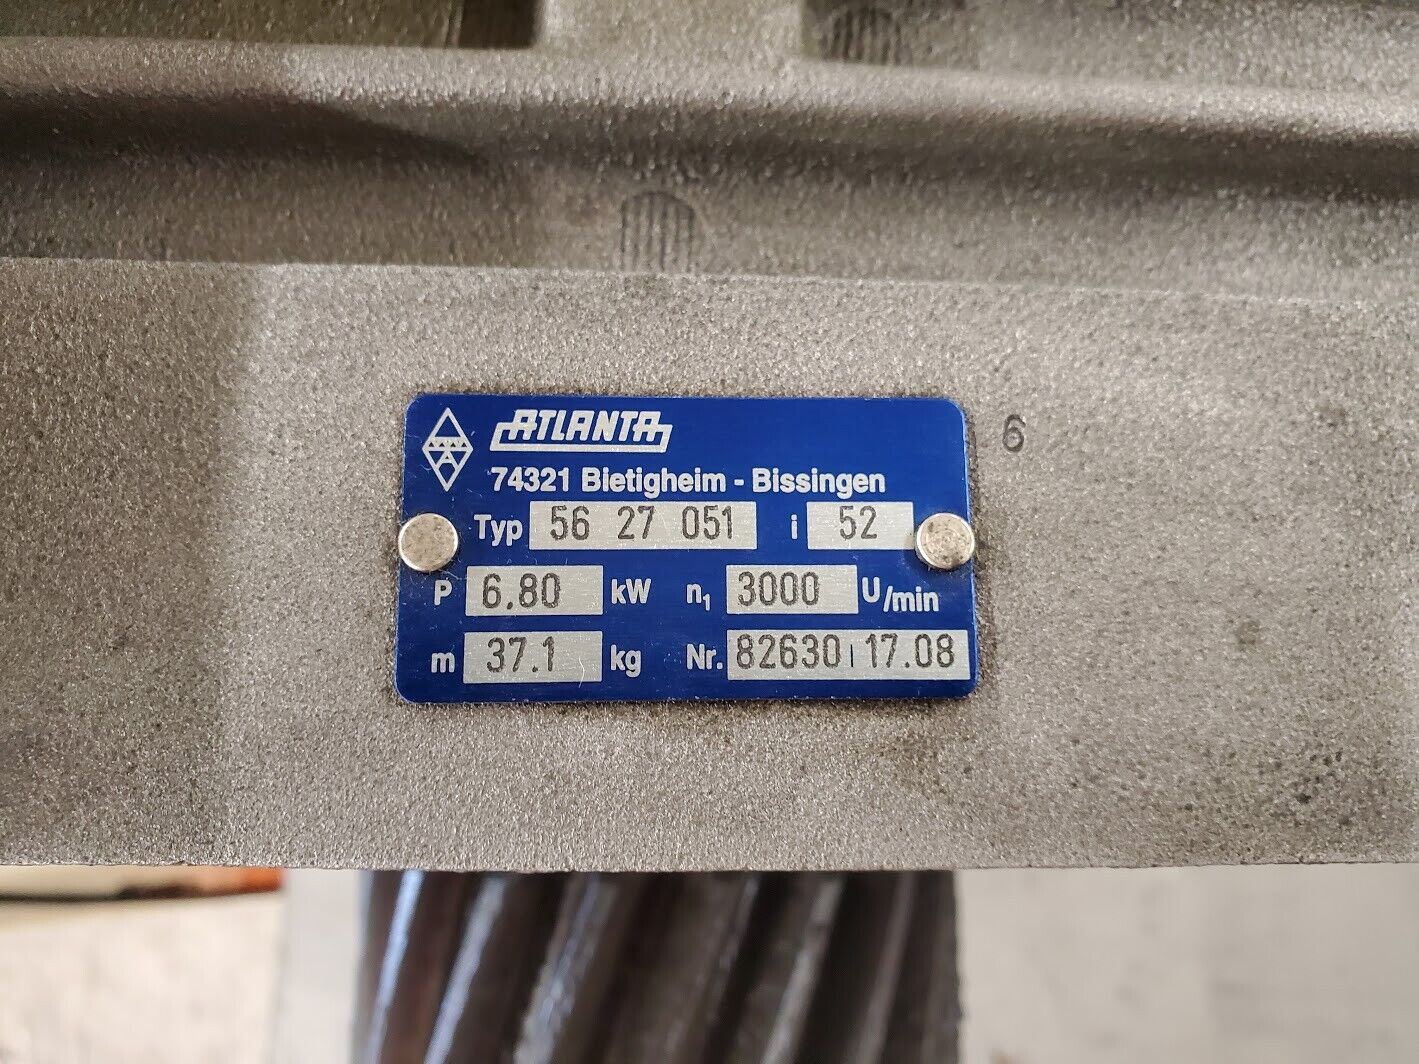 ATLANTA
74321 Bietigheim - Bissingen
Typ 56 27 051 i 52
P 6.80 kW n₁ 3000 U/min
m 37.1 kg Nr. 82630 17.08
6